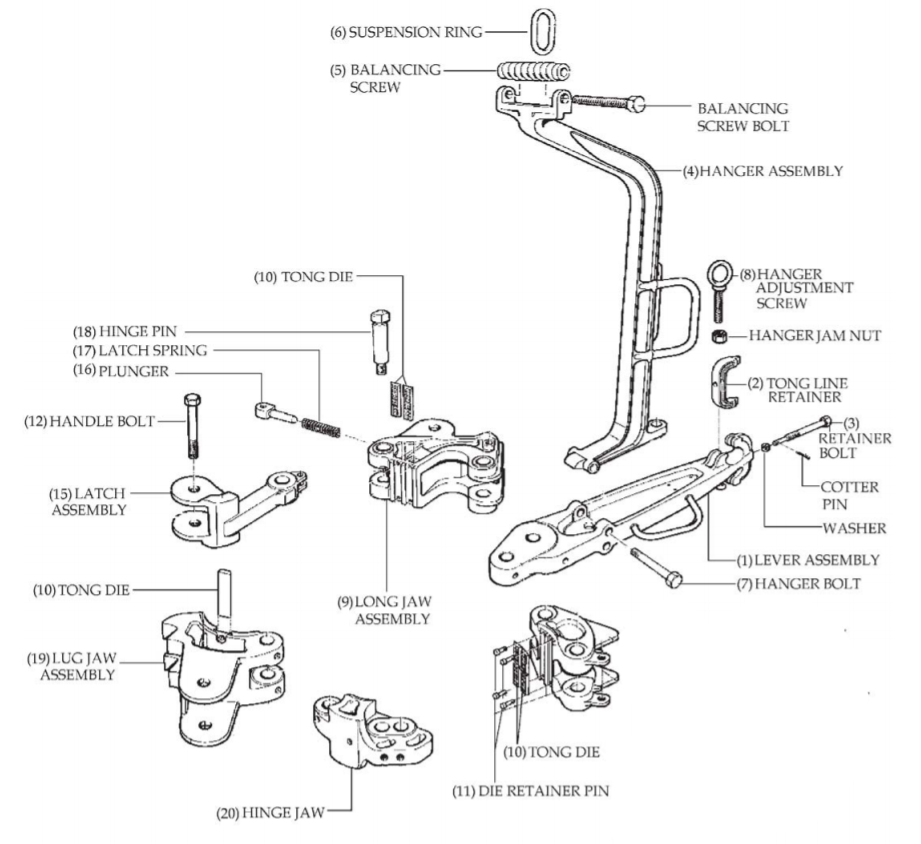 (6) SUSPENSION RING
(5) BALANCING
SCREW
BALANCING
SCREW BOLT
(4) HANGER ASSEMBLY
(10) TONG DIE
(8) HANGER
ADJUSTMENT
SCREW
(18) HINGE PIN
HANGER JAM NUT
(17) LATCH SPRING
(16) PLUNGER
(2) TONG LINE
RETAINER
(12) HANDLE BOLT
(3)
RETAINER
BOLT
(15) LATCH
ASSEMBLY
COTTER
PIN
WASHER
(1) LEVER ASSEMBLY
(7) HANGER BOLT
(10) TONG DIE
(9) LONG JAW
ASSEMBLY
(19) LUG JAW
ASSEMBLY
(10) TONG DIE
(11) DIE RETAINER PIN
(20) HINGE JAW